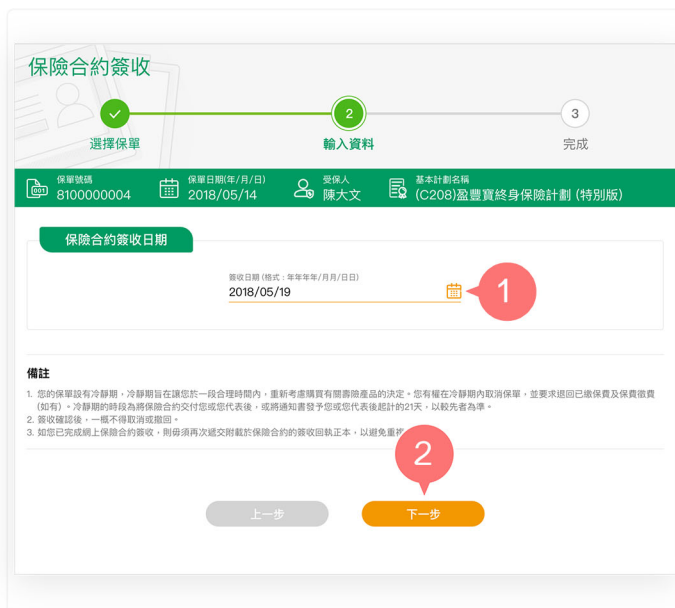 保險合約簽收
2
3
選擇保單
輸入資料
完成
001
保單號碼
8100000004
保單日期(年/月/日)
2018/05/14
受保人
陳大文
基本計劃名稱
(C208)盈豐寶終身保險計劃 (特別版)
保險合約簽收日期
簽收日期 (格式：年年年年/月月/日日)
2018/05/19
1
備註
1. 您的保單設有冷靜期，冷靜期旨在讓您於一段合理時間內，重新考慮購買有關壽險產品的決定。您有權在冷靜期內取消保單，並要求退回已繳保費及保費徵費
(如有)。冷靜期的時段為將保險合約交付您或您代表後，或將通知書發予您或您代表後起計的21天，以較先者為準。
2. 簽收確認後，一概不得取消或撤回。
3. 如您已完成網上保險合約簽收，則毋須再次遞交附載於保險合約的簽收回執正本，以避免重
2
上一步
下一步